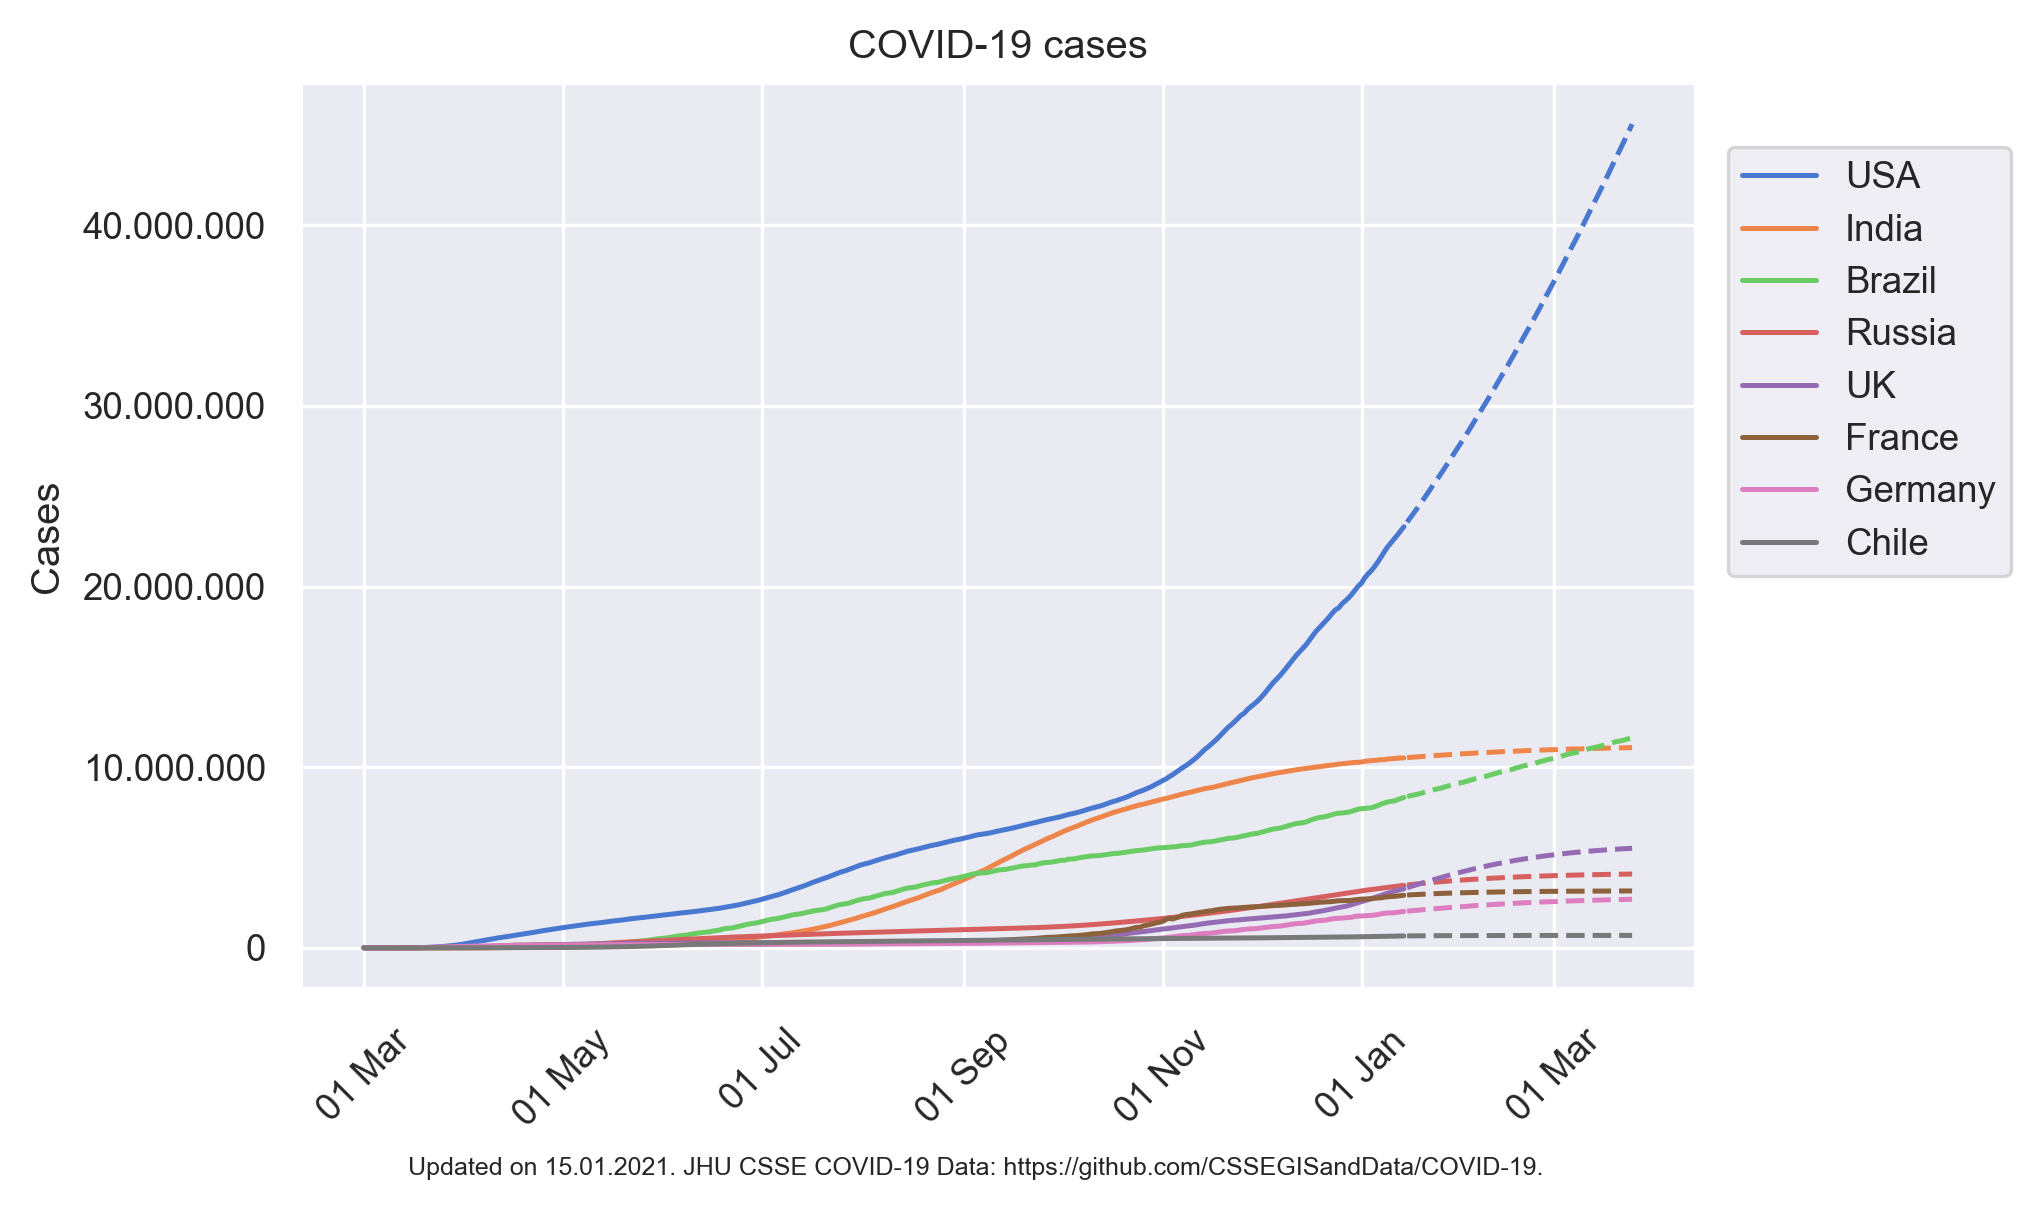 COVID-19 cases
40.000.000
30.000.000
20.000.000
10.000.000
0
Cases
01 Mar
01 May
01 Jul
01 Sep
01 Nov
01 Jan
01 Mar
USA
India
Brazil
Russia
UK
France
Germany
Chile
Updated on 15.01.2021. JHU CSSE COVID-19 Data: https://github.com/CSSEGISandData/COVID-19.